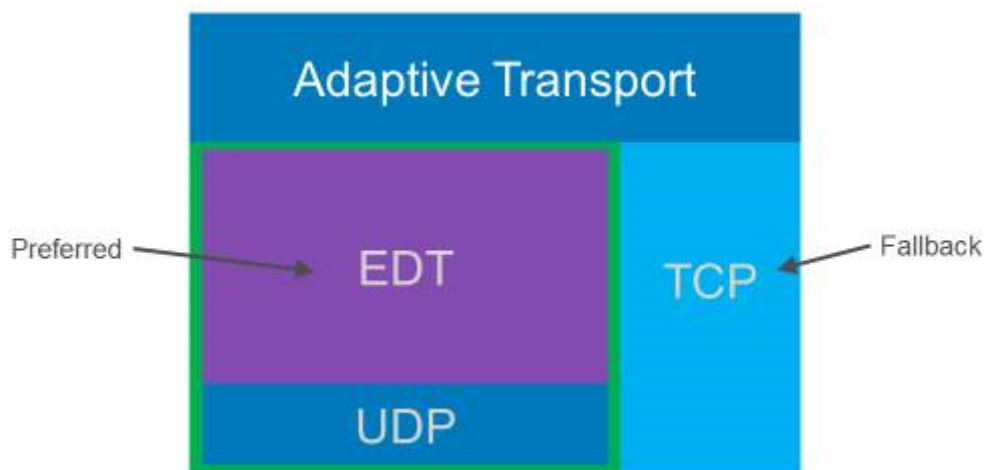 Adaptive Transport
Preferred
EDT
TCP
Fallback
UDP